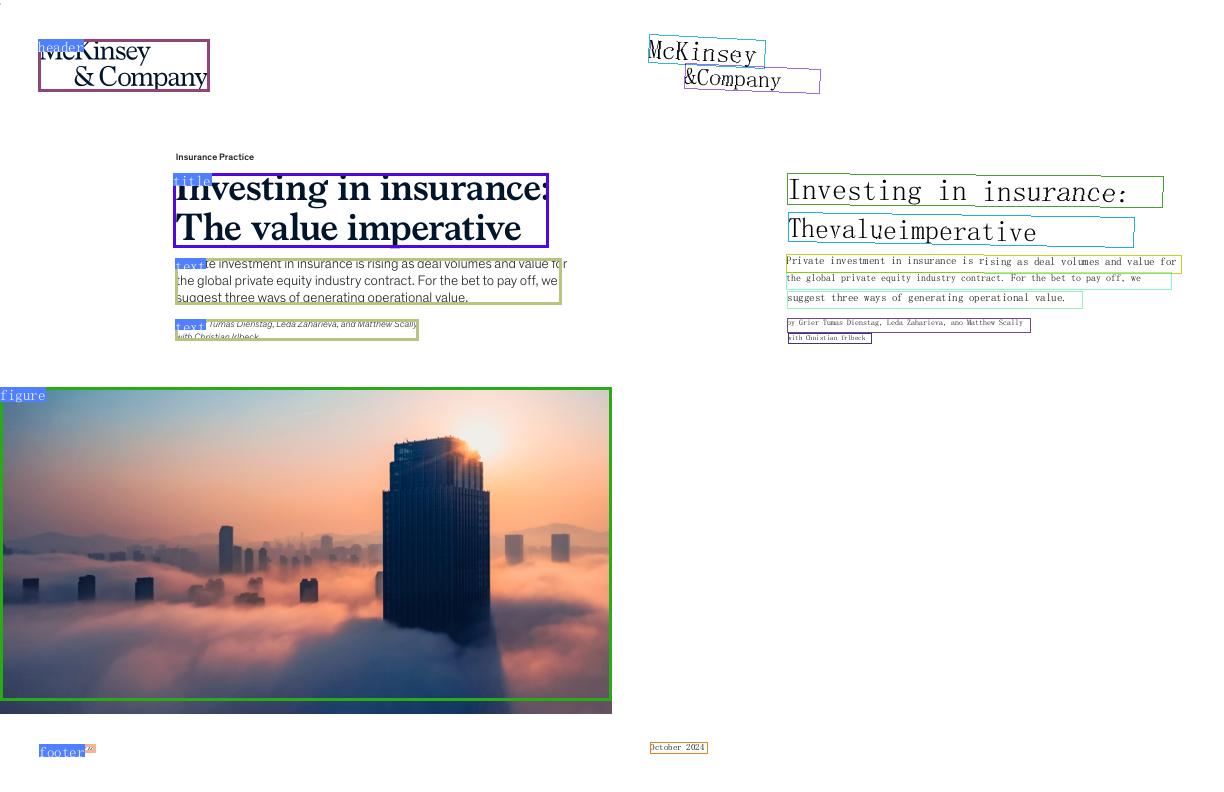 header
McKinsey
& Company
Insurance Practice
title
Investing in insurance:
The value imperative
text
te investment in insurance is rising as deal volumes and value for
the global private equity industry contract. For the bet to pay off, we
suggest three ways of generating operational value.
text
Tumas Dienstag, Leda Zaharieva, and Matthew Scally
with Christian Irlbeck
figure
footer
McKinsey
&Company
Investing in insurance:
Thevalueimperative
Private investment in insurance is rising as deal volumes and value for
the global private equity industry contract. For the bet to pay off, we
suggest three ways of generating operational value.
by Grier Tumas Dienstag, Leda Zaharieva, ano Matthew Scally
with Chnistian frlbeck
October 2024